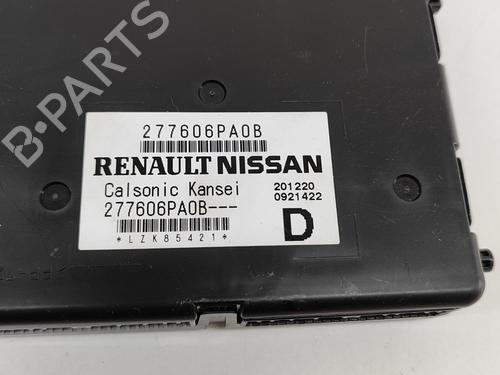 B-PARTS
277606PA0B
RENAULT NISSAN
Calsonic Kansei
201220
277606PA0B---
0921422
*LZK85421*
D